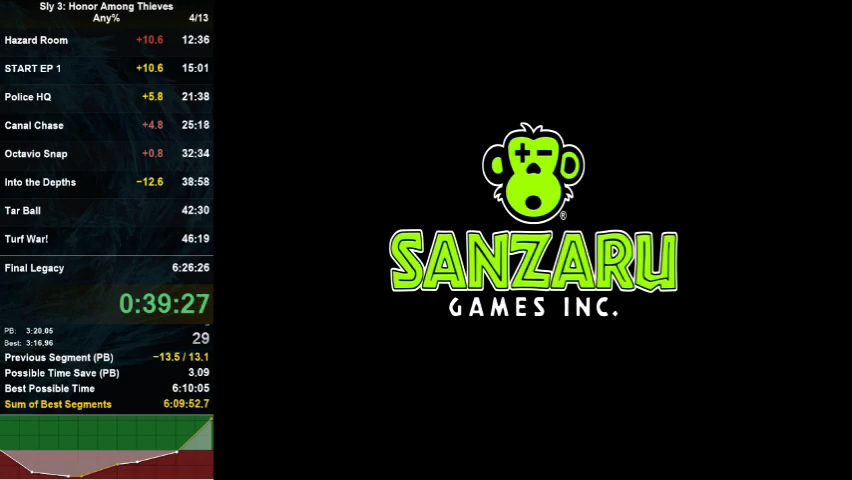 Sly 3: Honor Among Thieves
Any% 4/13
Hazard Room +10.6 12:36
START EP 1 +10.6 15:01
Police HQ +5.8 21:38
Canal Chase +4.8 25:18
Octavio Snap +0.8 32:34
Into the Depths −12.6 38:58
Tar Ball 42:30
Turf War! 46:19
Final Legacy 6:26:26
0:39:27
PB: 3:20.05
Best: 3:16.96
29
Previous Segment (PB) −13.5 / 13.1
Possible Time Save (PB) 3.09
Best Possible Time 6:10:05
Sum of Best Segments 6:09:52.7
SANZARU
®
GAMES INC.